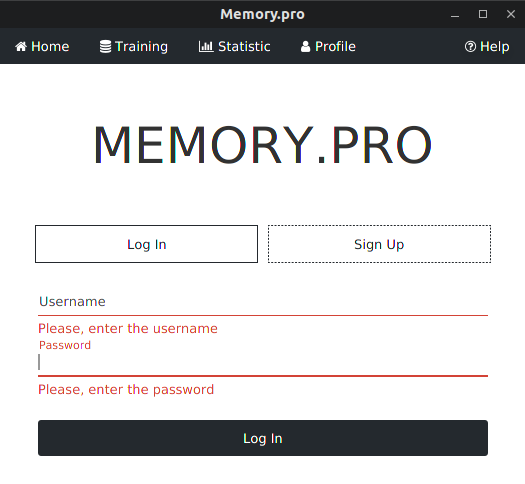 Memory.pro
Home Training Statistic Profile Help
MEMORY.PRO
Log In Sign Up
Username
Please, enter the username
Password
Please, enter the password
Log In